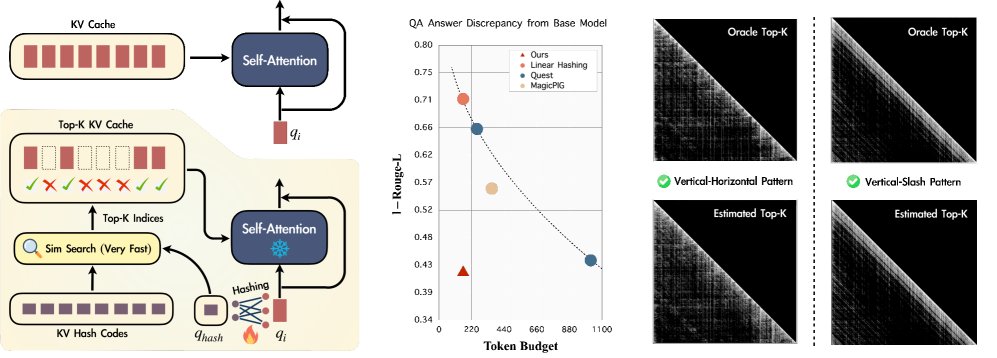 KV Cache
Self-Attention
q_i
Top-K KV Cache
Top-K Indices
Sim Search (Very Fast)
Self-Attention
Hashing
KV Hash Codes
q_hash
q_i
QA Answer Discrepancy from Base Model
Ours
Linear Hashing
Quest
MagicPIG
1 – Rouge-L
0.80
0.75
0.71
0.66
0.62
0.57
0.52
0.48
0.43
0.39
0.34
0
220
440
660
880
1100
Token Budget
Oracle Top-K
Vertical-Horizontal Pattern
Estimated Top-K
Oracle Top-K
Vertical-Slash Pattern
Estimated Top-K